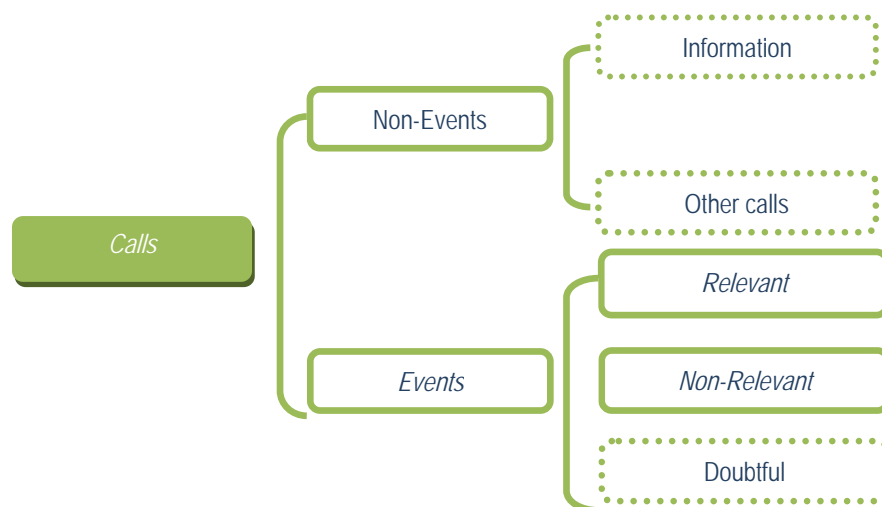 Information
Non-Events
Other calls
Calls
Relevant
Events
Non-Relevant
Doubtful